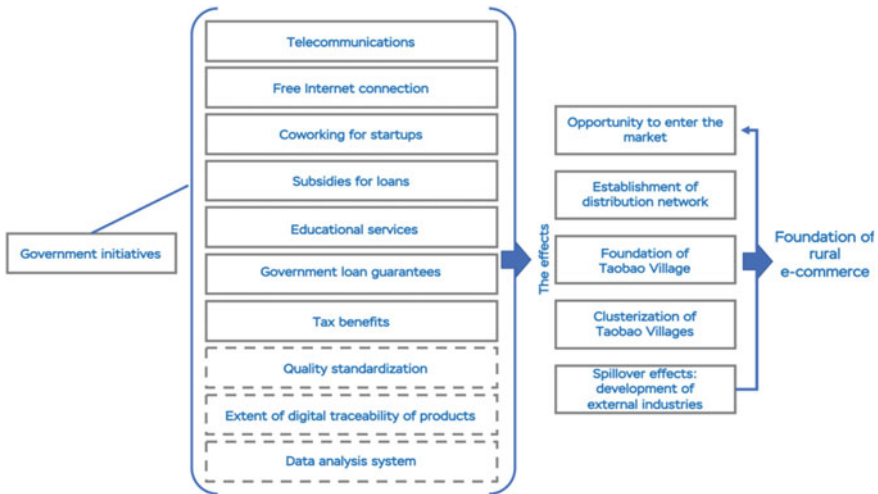 Government initiatives
Telecommunications
Free Internet connection
Coworking for startups
Subsidies for loans
Educational services
Government loan guarantees
Tax benefits
Quality standardization
Extent of digital traceability of products
Data analysis system
The effects
Opportunity to enter the
market
Establishment of
distribution network
Foundation of
Taobao Village
Clusterization of
Taobao Villages
Spillover effects:
development of
external industries
Foundation of
rural
e-commerce